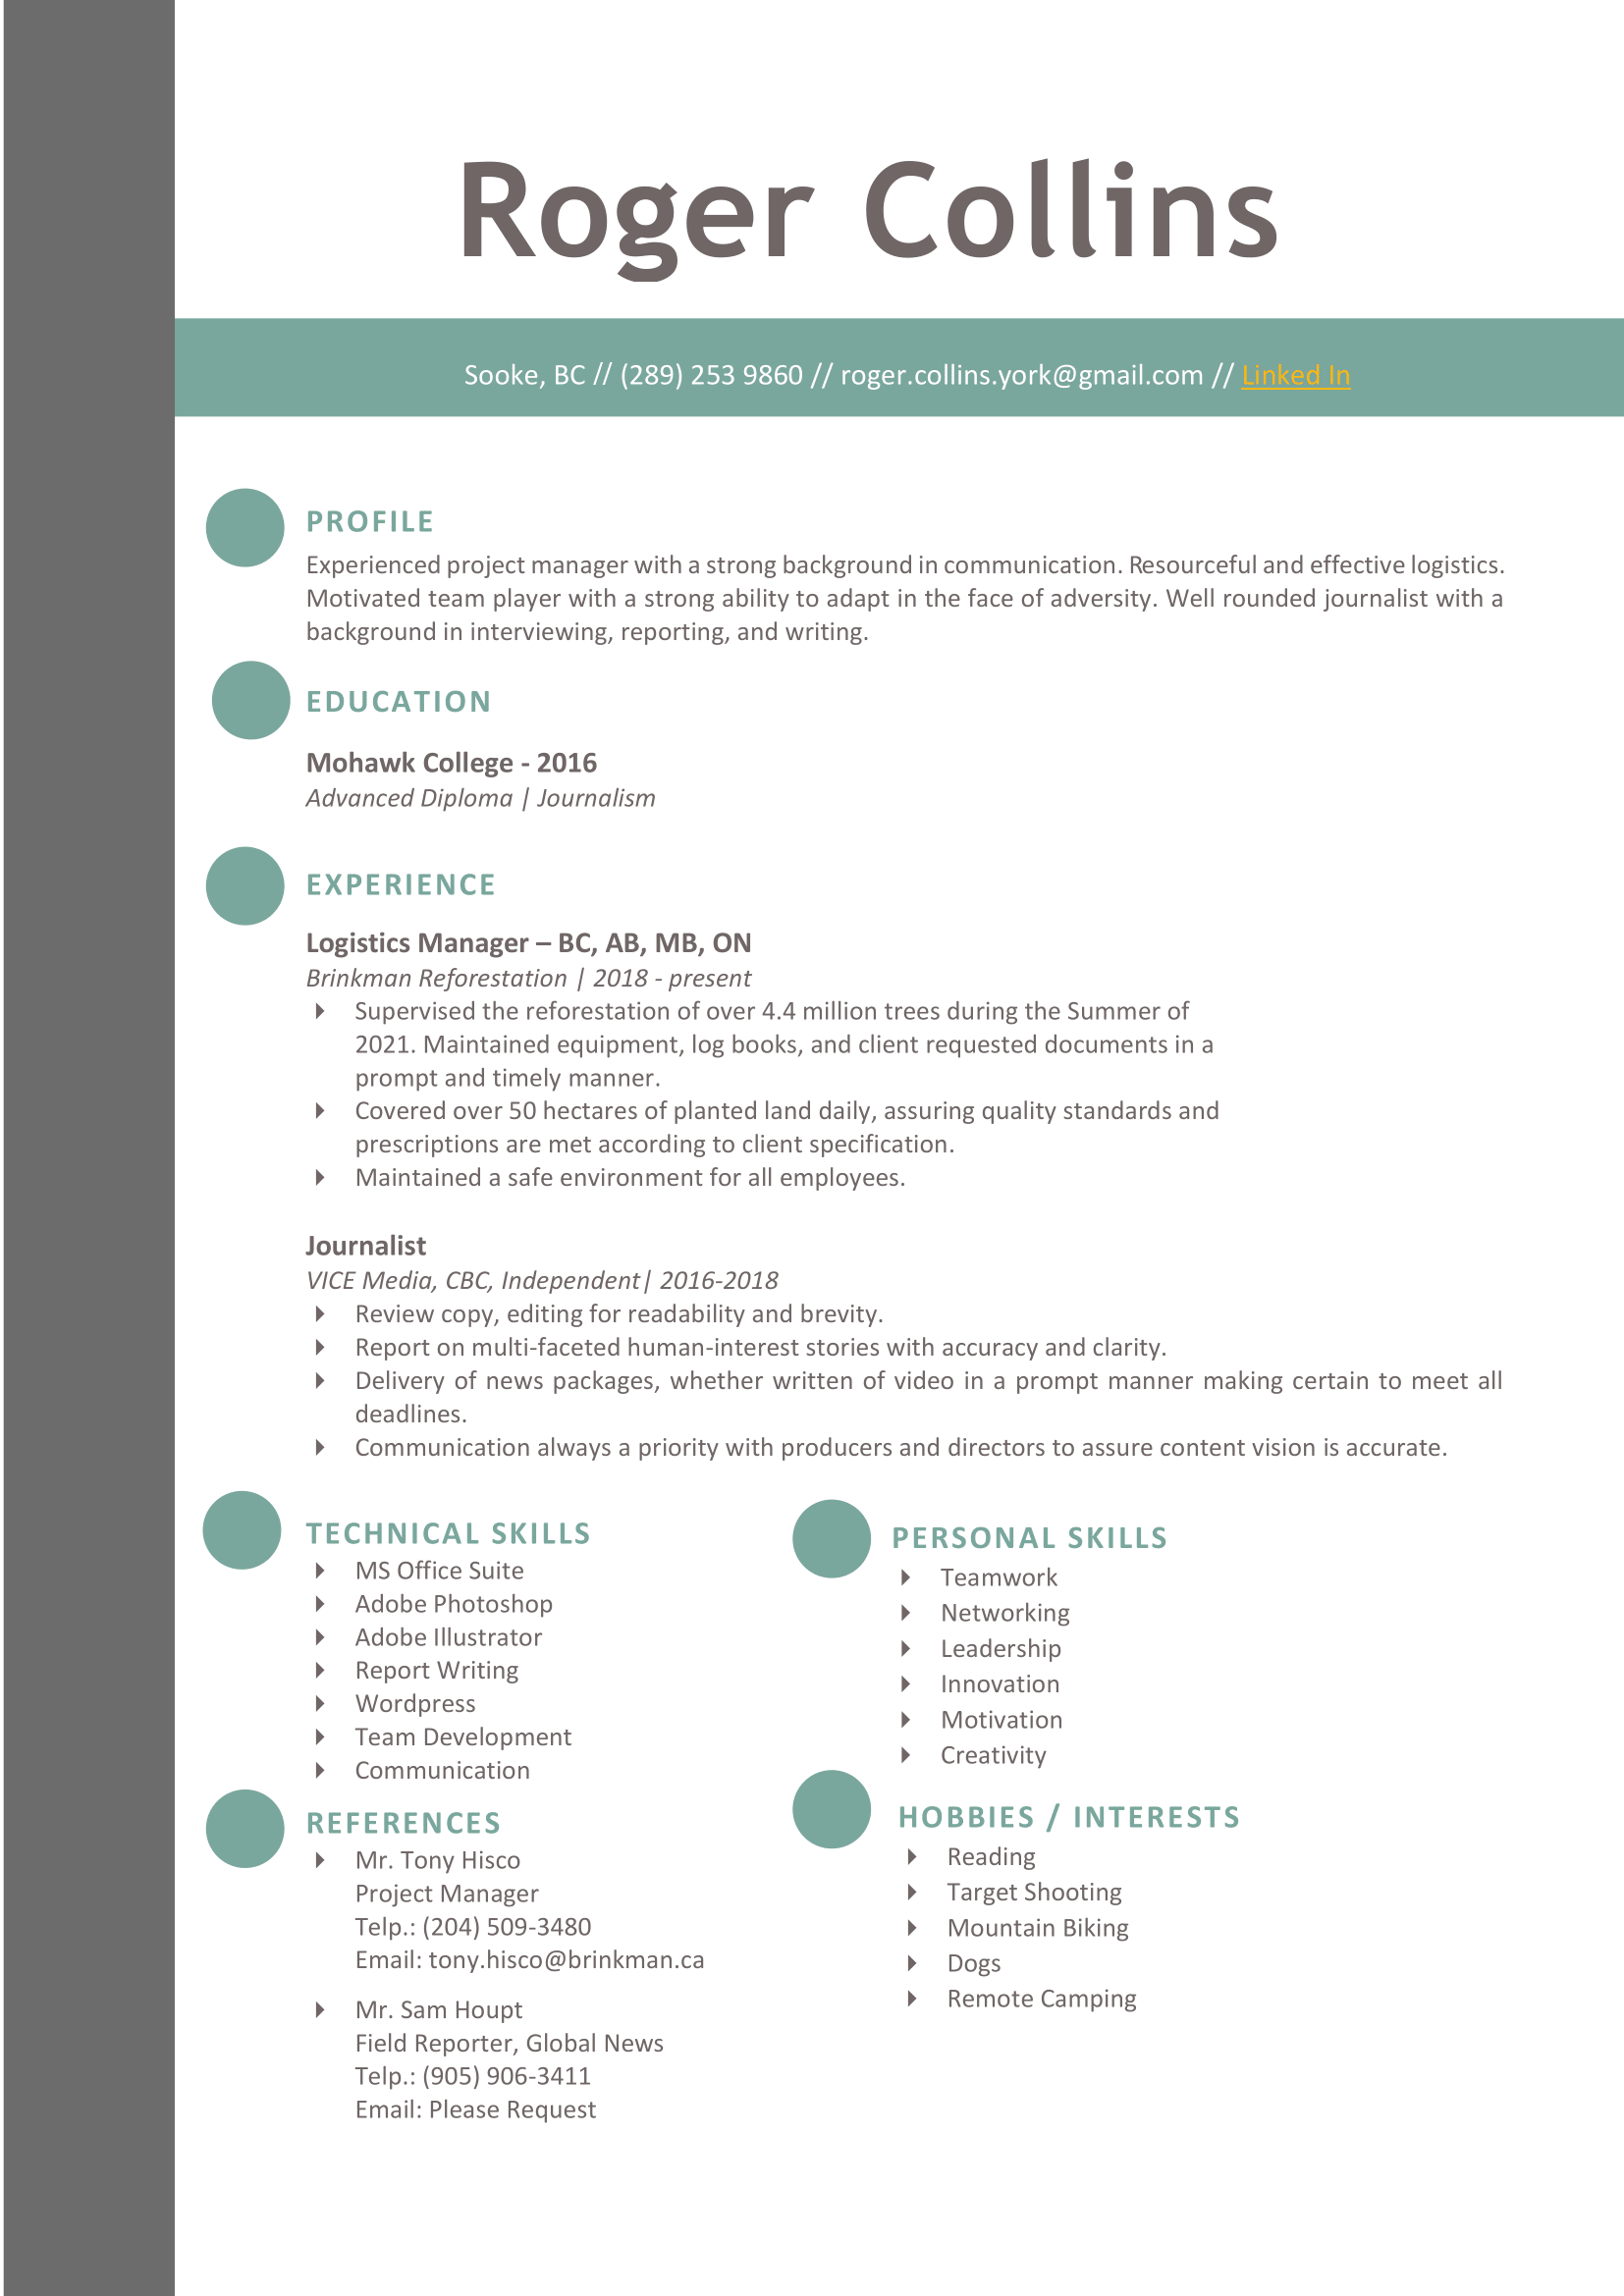 Roger Collins
Sooke, BC // (289) 253 9860 // roger.collins.york@gmail.com // Linked In
PROFILE
Experienced project manager with a strong background in communication. Resourceful and effective logistics.
Motivated team player with a strong ability to adapt in the face of adversity. Well rounded journalist with a
background in interviewing, reporting, and writing.
EDUCATION
Mohawk College - 2016
Advanced Diploma | Journalism
EXPERIENCE
Logistics Manager – BC, AB, MB, ON
Brinkman Reforestation | 2018 - present
Supervised the reforestation of over 4.4 million trees during the Summer of
2021. Maintained equipment, log books, and client requested documents in a
prompt and timely manner.
Covered over 50 hectares of planted land daily, assuring quality standards and
prescriptions are met according to client specification.
Maintained a safe environment for all employees.
Journalist
VICE Media, CBC, Independent| 2016-2018
Review copy, editing for readability and brevity.
Report on multi-faceted human-interest stories with accuracy and clarity.
Delivery of news packages, whether written of video in a prompt manner making certain to meet all
deadlines.
Communication always a priority with producers and directors to assure content vision is accurate.
TECHNICAL SKILLS
MS Office Suite
Adobe Photoshop
Adobe Illustrator
Report Writing
Wordpress
Team Development
Communication
PERSONAL SKILLS
Teamwork
Networking
Leadership
Innovation
Motivation
Creativity
REFERENCES
Mr. Tony Hisco
Project Manager
Telp.: (204) 509-3480
Email: tony.hisco@brinkman.ca
Mr. Sam Houpt
Field Reporter, Global News
Telp.: (905) 906-3411
Email: Please Request
HOBBIES / INTERESTS
Reading
Target Shooting
Mountain Biking
Dogs
Remote Camping